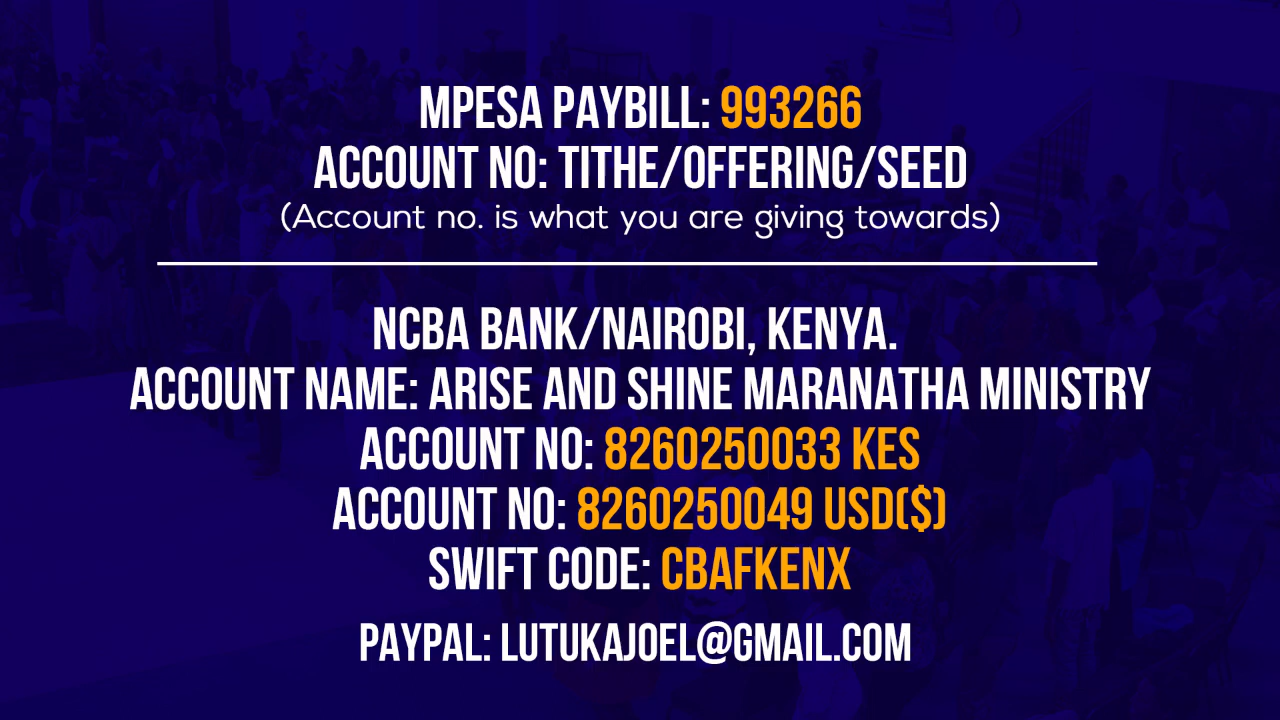 MPESA PAYBILL: 993266
ACCOUNT NO: TITHE/OFFERING/SEED
(Account no. is what you are giving towards)
NCBA BANK/NAIROBI, KENYA.
ACCOUNT NAME: ARISE AND SHINE MARANATHA MINISTRY
ACCOUNT NO: 8260250033 KES
ACCOUNT NO: 8260250049 USD($)
SWIFT CODE: CBAFKENX
PAYPAL: LUTUKAJOEL@GMAIL.COM